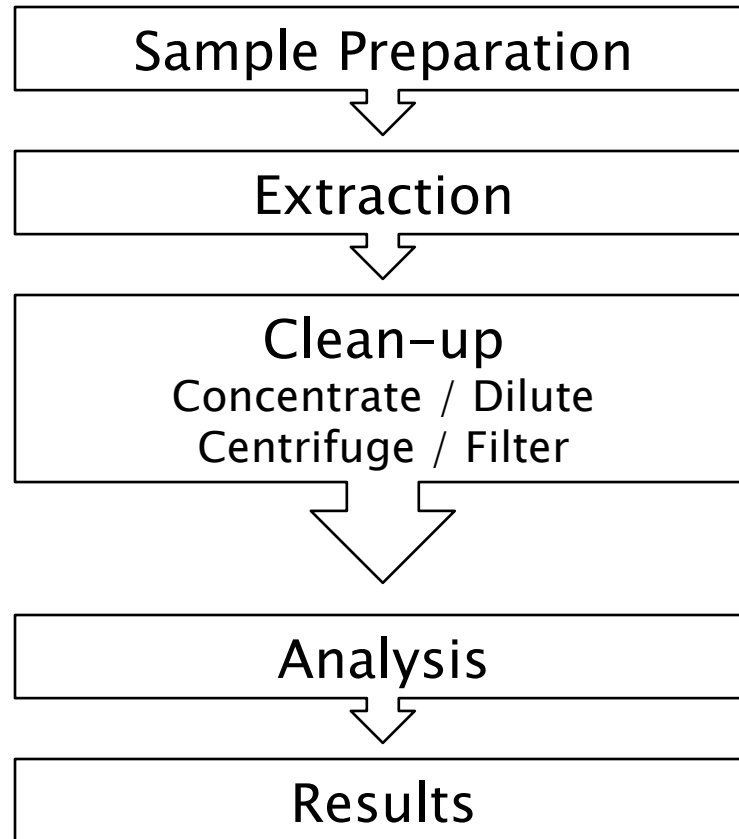 Sample Preparation
Extraction
Clean-up
Concentrate / Dilute
Centrifuge / Filter
Analysis
Results